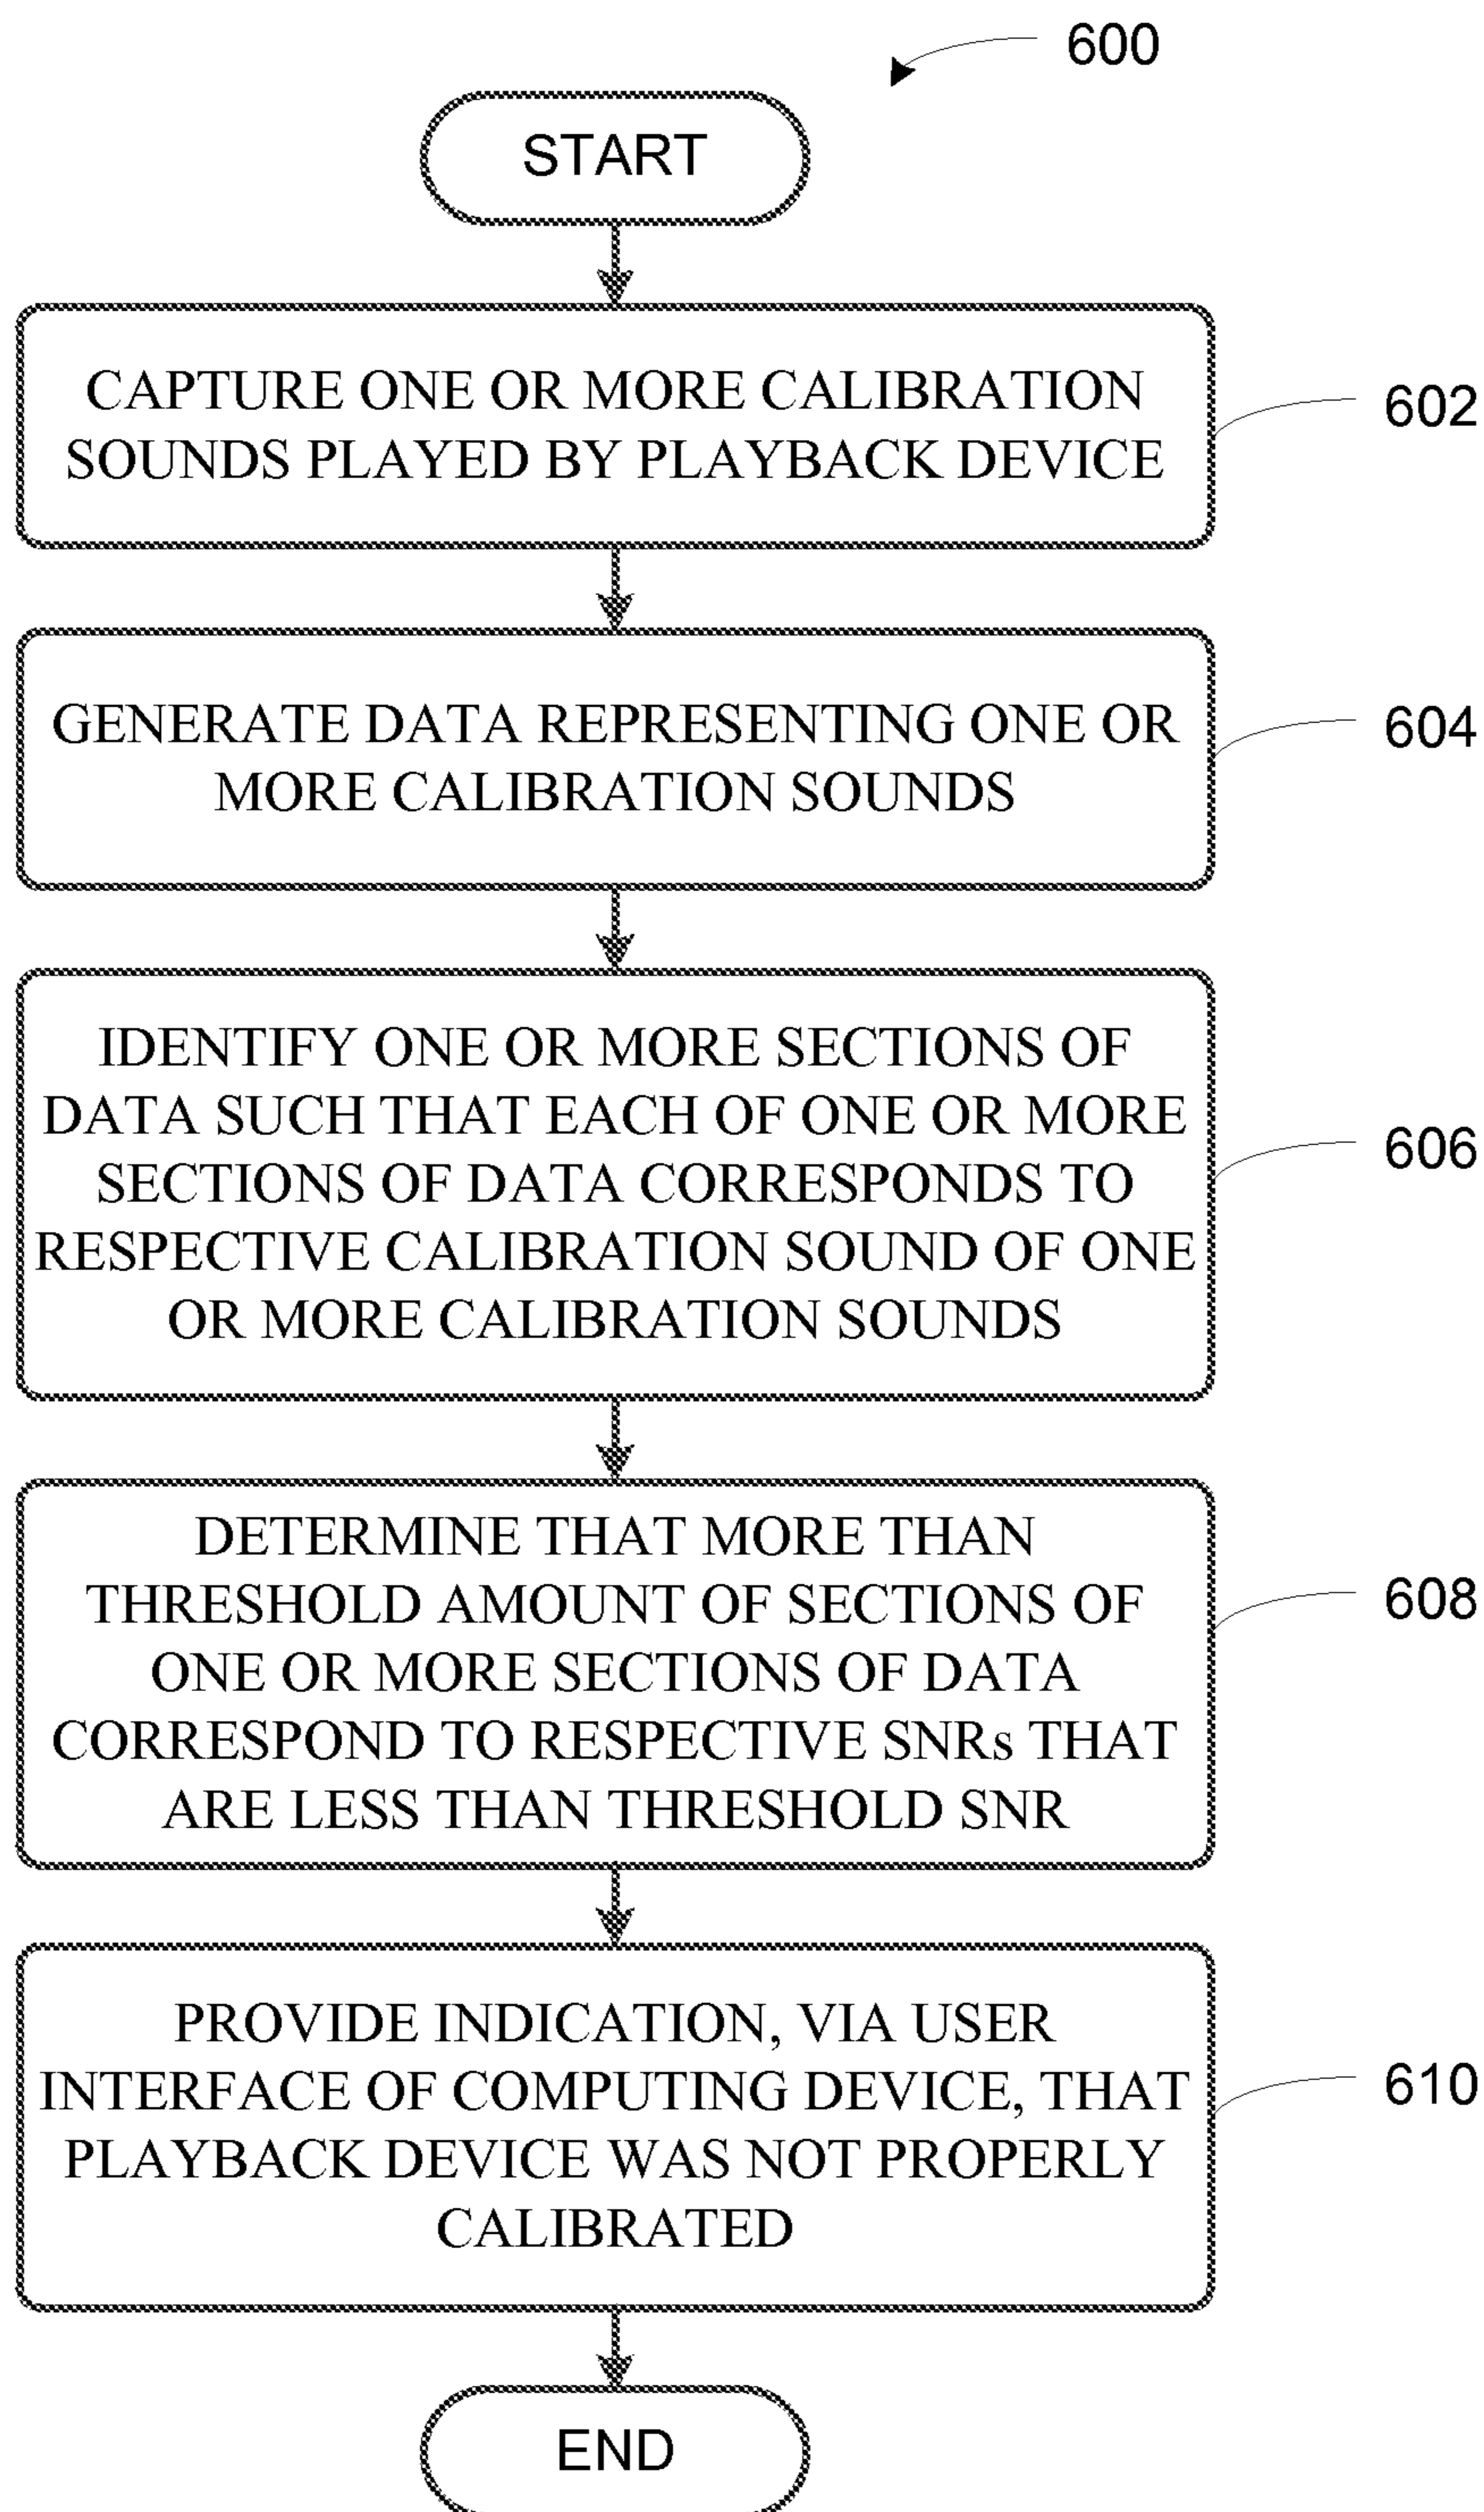 600
START
CAPTURE ONE OR MORE CALIBRATION
SOUNDS PLAYED BY PLAYBACK DEVICE
602
GENERATE DATA REPRESENTING ONE OR
MORE CALIBRATION SOUNDS
604
IDENTIFY ONE OR MORE SECTIONS OF
DATA SUCH THAT EACH OF ONE OR MORE
SECTIONS OF DATA CORRESPONDS TO
RESPECTIVE CALIBRATION SOUND OF ONE
OR MORE CALIBRATION SOUNDS
606
DETERMINE THAT MORE THAN
THRESHOLD AMOUNT OF SECTIONS OF
ONE OR MORE SECTIONS OF DATA
CORRESPOND TO RESPECTIVE SNRs THAT
ARE LESS THAN THRESHOLD SNR
608
PROVIDE INDICATION, VIA USER
INTERFACE OF COMPUTING DEVICE, THAT
PLAYBACK DEVICE WAS NOT PROPERLY
CALIBRATED
610
END